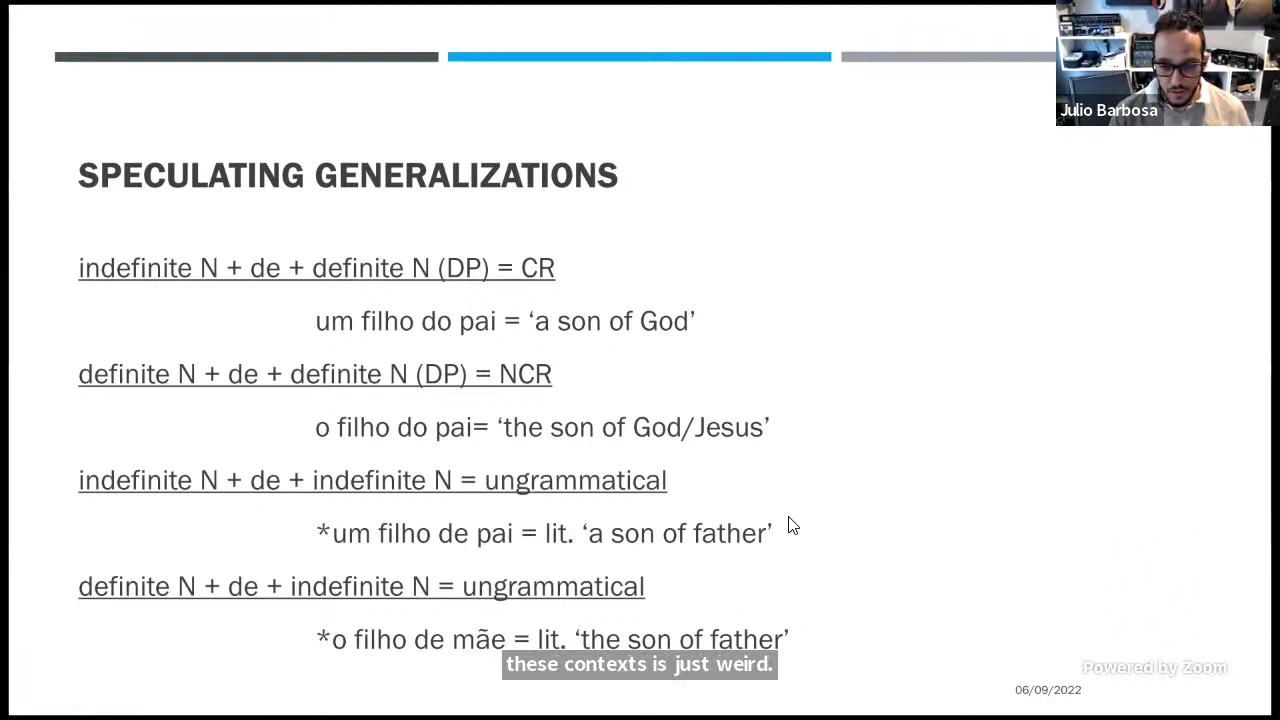 Julio Barbosa
SPECULATING GENERALIZATIONS
indefinite N + de + definite N (DP) = CR
um filho do pai = ‘a son of God’
definite N + de + definite N (DP) = NCR
o filho do pai= ‘the son of God/Jesus’
indefinite N + de + indefinite N = ungrammatical
*um filho de pai = lit. ‘a son of father’
definite N + de + indefinite N = ungrammatical
*o filho de mãe = lit. ‘the son of father’
these contexts is just weird.
Powered by Zoom
06/09/2022